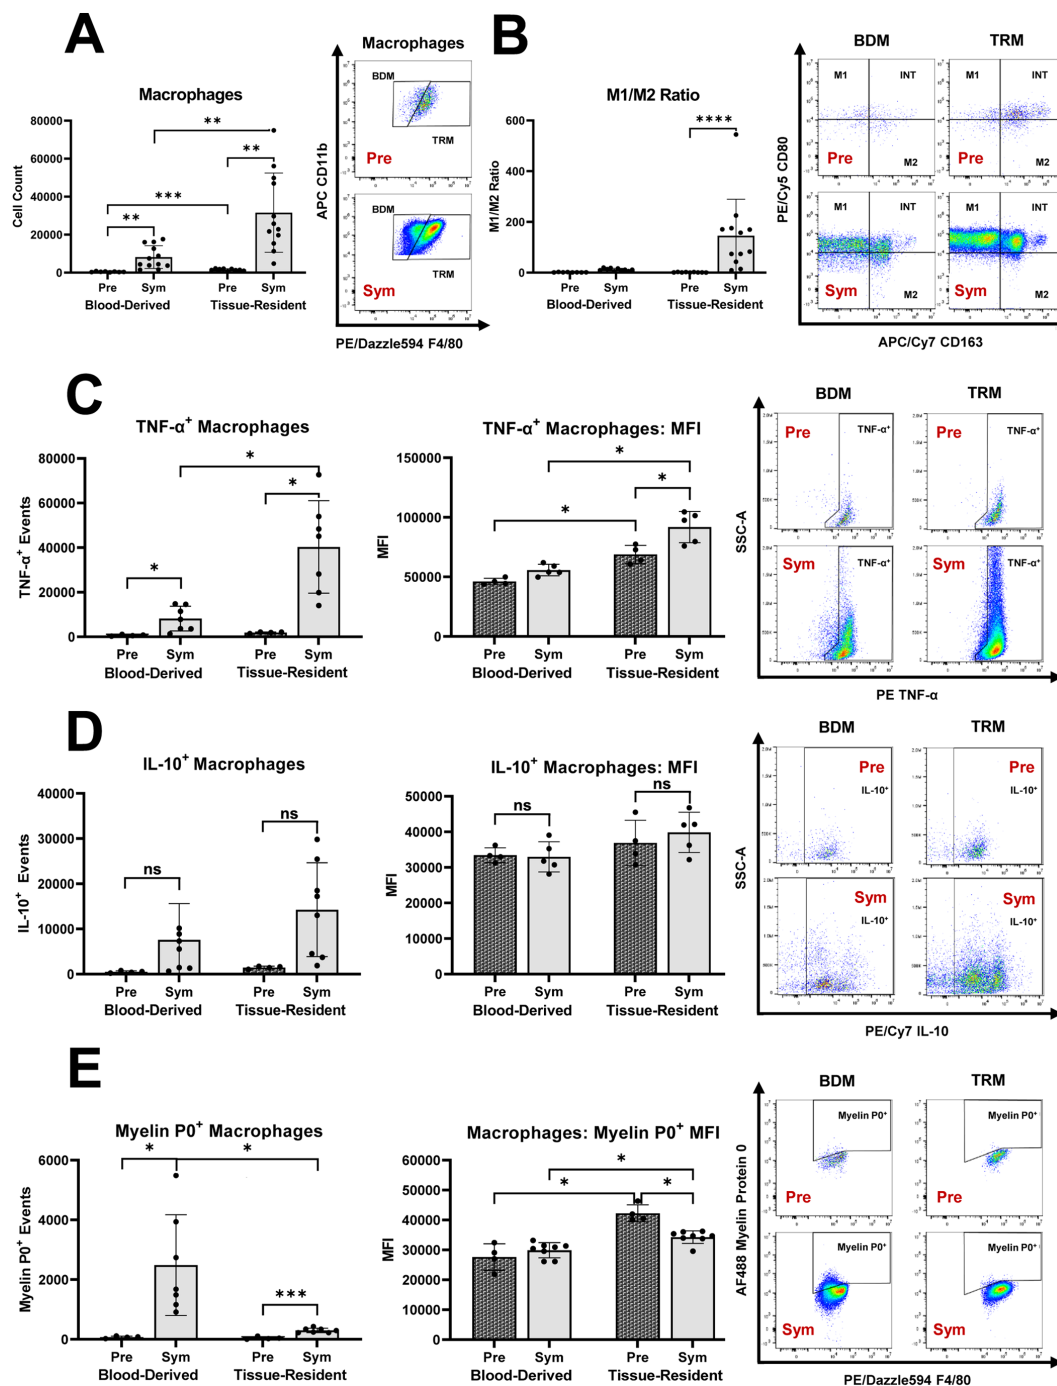 A
Macrophages
Cell Count
80000
60000
40000
20000
0
**
**
***
**
Pre Sym Pre Sym
Blood-Derived Tissue-Resident
Macrophages
APC CD11b
BDM
TRM
Pre
BDM
TRM
Sym
PE/Dazzle594 F4/80
B
M1/M2 Ratio
M1/M2 Ratio
600
400
200
0
****
Pre Sym Pre Sym
Blood-Derived Tissue-Resident
BDM TRM
PE/Cy5 CD80
M1 INT M1 INT
Pre M2 Pre M2
M1 INT M1 INT
Sym M2 Sym M2
APC/Cy7 CD163
C
TNF-α⁺ Macrophages
TNF-α⁺ Events
80000
60000
40000
20000
0
*
*
*
Pre Sym Pre Sym
Blood-Derived Tissue-Resident
TNF-α⁺ Macrophages: MFI
MFI
150000
100000
50000
0
*
*
*
Pre Sym Pre Sym
Blood-Derived Tissue-Resident
BDM TRM
SSC-A
Pre TNF-α⁺ Pre TNF-α⁺
Sym TNF-α⁺ Sym TNF-α⁺
PE TNF-α
D
IL-10⁺ Macrophages
IL-10⁺ Events
40000
30000
20000
10000
0
ns
ns
Pre Sym Pre Sym
Blood-Derived Tissue-Resident
IL-10⁺ Macrophages: MFI
MFI
50000
40000
30000
20000
10000
0
ns
ns
Pre Sym Pre Sym
Blood-Derived Tissue-Resident
BDM TRM
SSC-A
Pre Pre
IL-10⁺ IL-10⁺
Sym Sym
IL-10⁺ IL-10⁺
PE/Cy7 IL-10
E
Myelin P0⁺ Macrophages
Myelin P0⁺ Events
6000
4000
2000
0
*
*
***
Pre Sym Pre Sym
Blood-Derived Tissue-Resident
Macrophages: Myelin P0⁺ MFI
MFI
60000
50000
40000
30000
20000
10000
0
*
*
*
Pre Sym Pre Sym
Blood-Derived Tissue-Resident
BDM TRM
AF488 Myelin Protein 0
Myelin P0⁺ Myelin P0⁺
Pre Pre
Myelin P0⁺ Myelin P0⁺
Sym Sym
PE/Dazzle594 F4/80